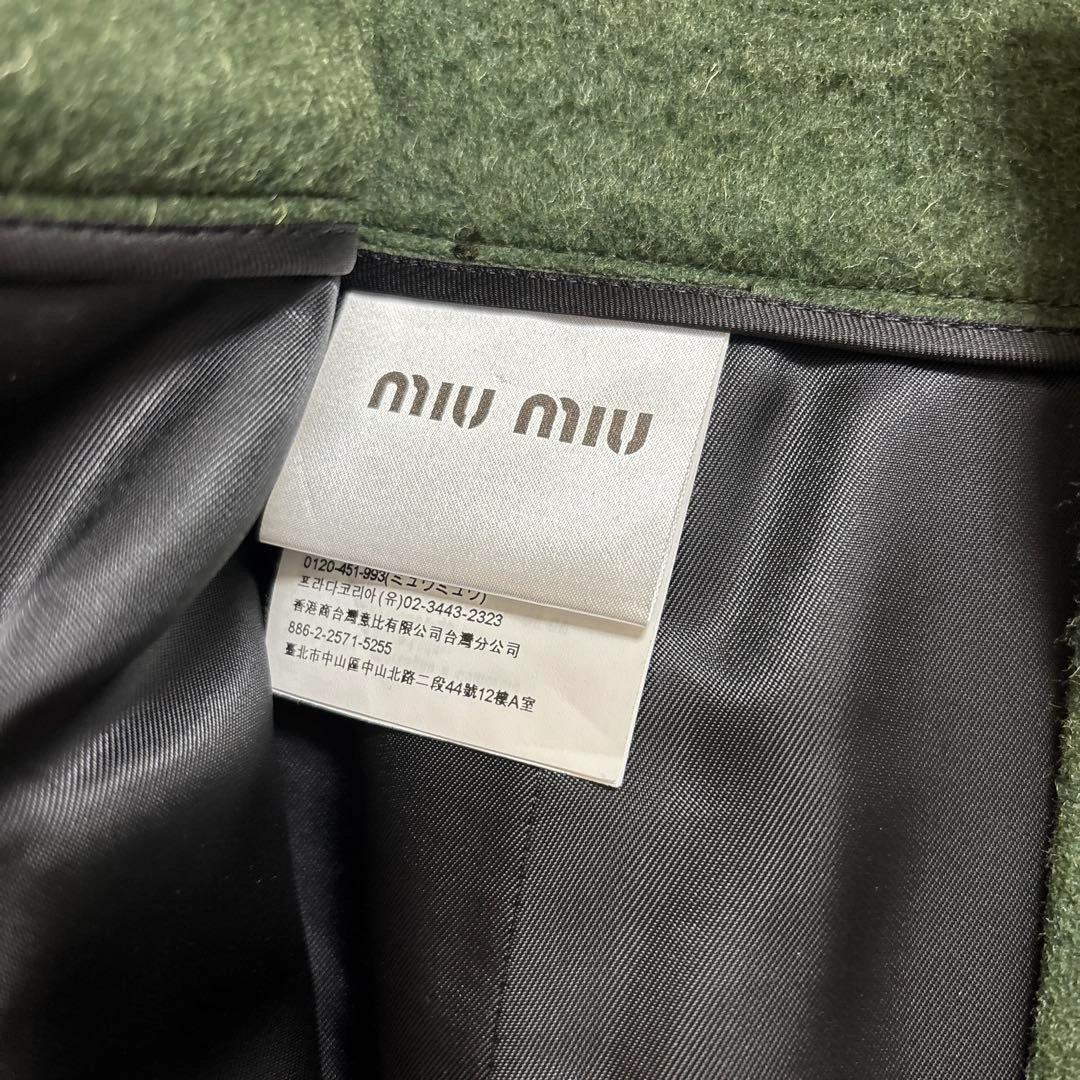 miu miu
0120-451-993(ミュウミュウ)
프라다코리아(유)02-3443-2323
香港商台灣意比有限公司台灣分公司
886-2-2571-5255
臺北市中山區中山北路二段44號12樓A室